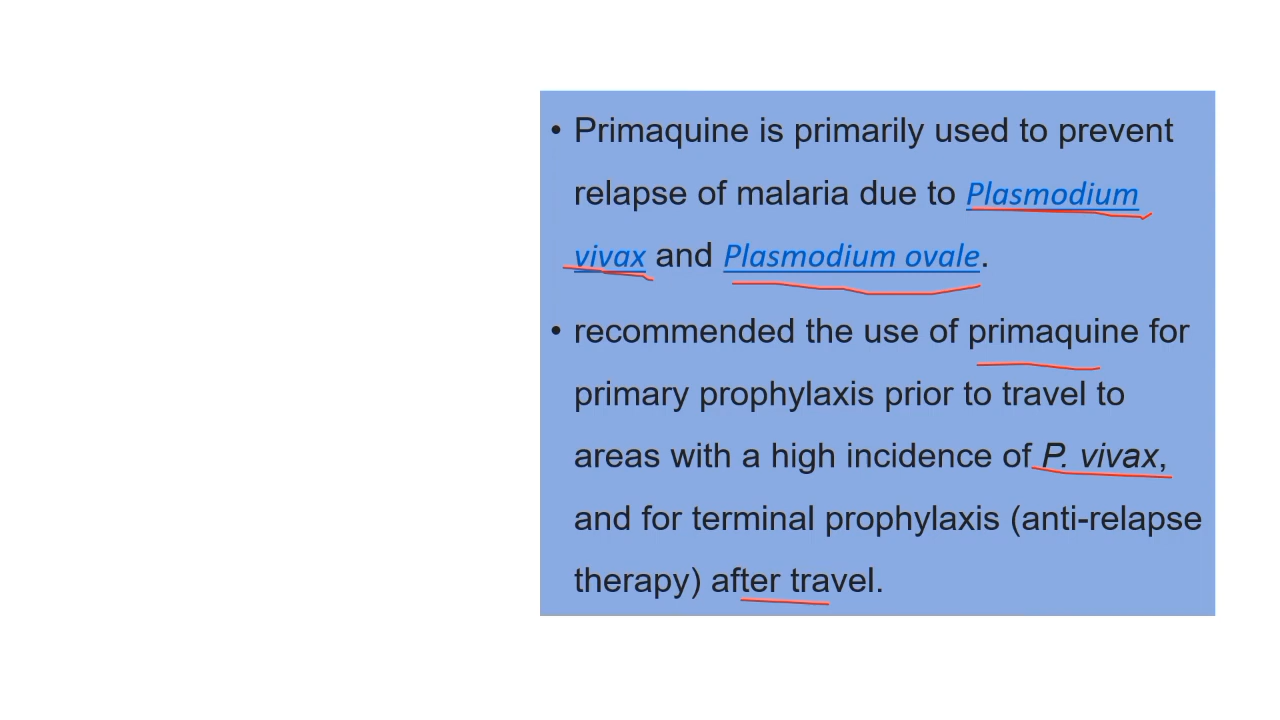 • Primaquine is primarily used to prevent
relapse of malaria due to Plasmodium
vivax and Plasmodium ovale.
• recommended the use of primaquine for
primary prophylaxis prior to travel to
areas with a high incidence of P. vivax,
and for terminal prophylaxis (anti-relapse
therapy) after travel.